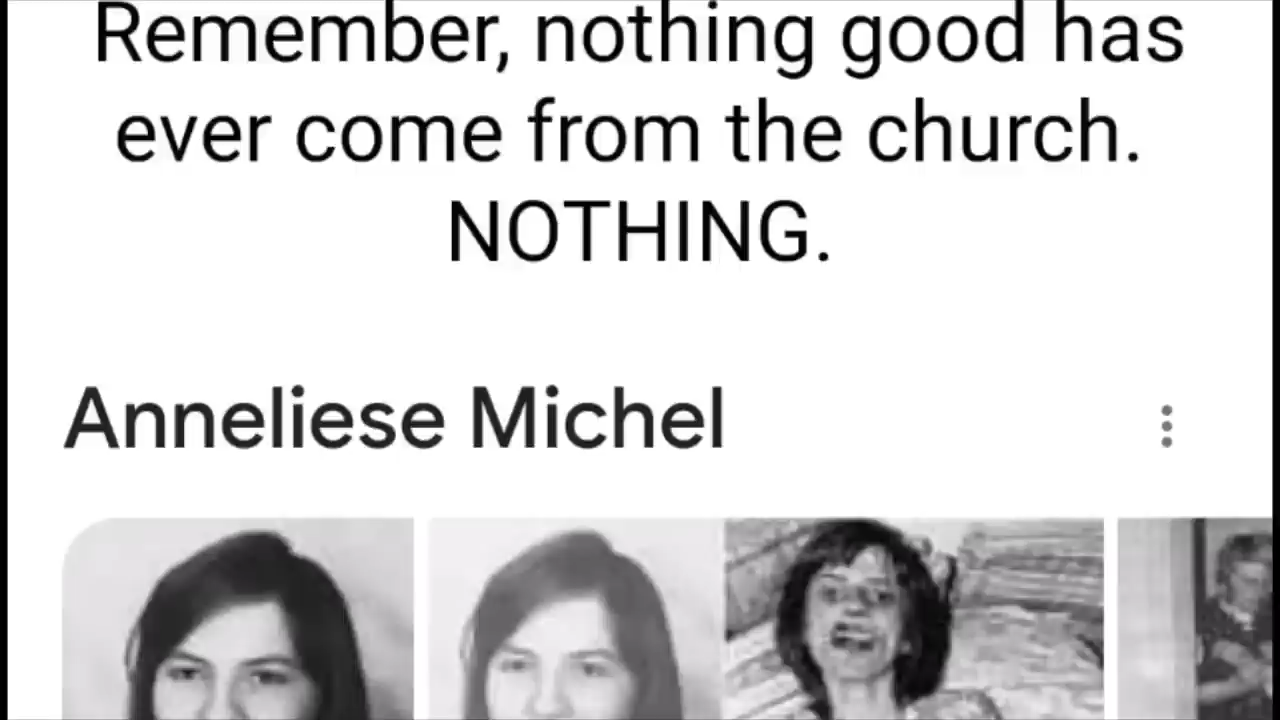 Remember, nothing good has
ever come from the church.
NOTHING.
Anneliese Michel